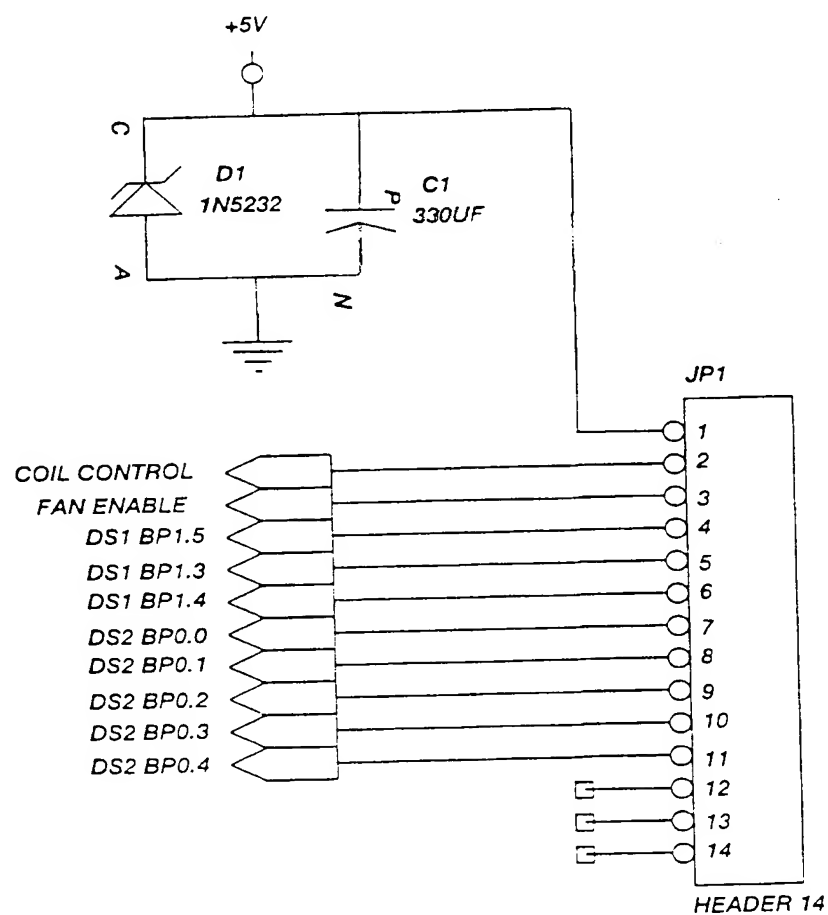 +5V
C
D1
1N5232
C1
330UF
P
A
N
JP1
1
2
3
4
5
6
7
8
9
10
11
12
13
14
COIL CONTROL
FAN ENABLE
DS1 BP1.5
DS1 BP1.3
DS1 BP1.4
DS2 BP0.0
DS2 BP0.1
DS2 BP0.2
DS2 BP0.3
DS2 BP0.4
HEADER 14